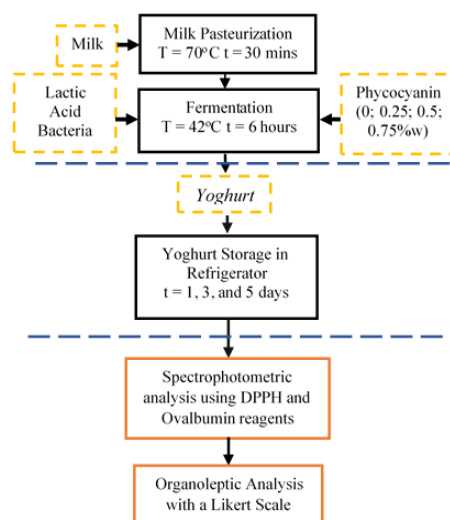 Milk
Milk Pasteurization
T = 70°C t = 30 mins
Lactic
Acid
Bacteria
Fermentation
T = 42°C t = 6 hours
Phycocyanin
(0; 0.25; 0.5;
0.75%w)
Yoghurt
Yoghurt Storage in
Refrigerator
t = 1, 3, and 5 days
Spectrophotometric
analysis using DPPH and
Ovalbumin reagents
Organoleptic Analysis
with a Likert Scale